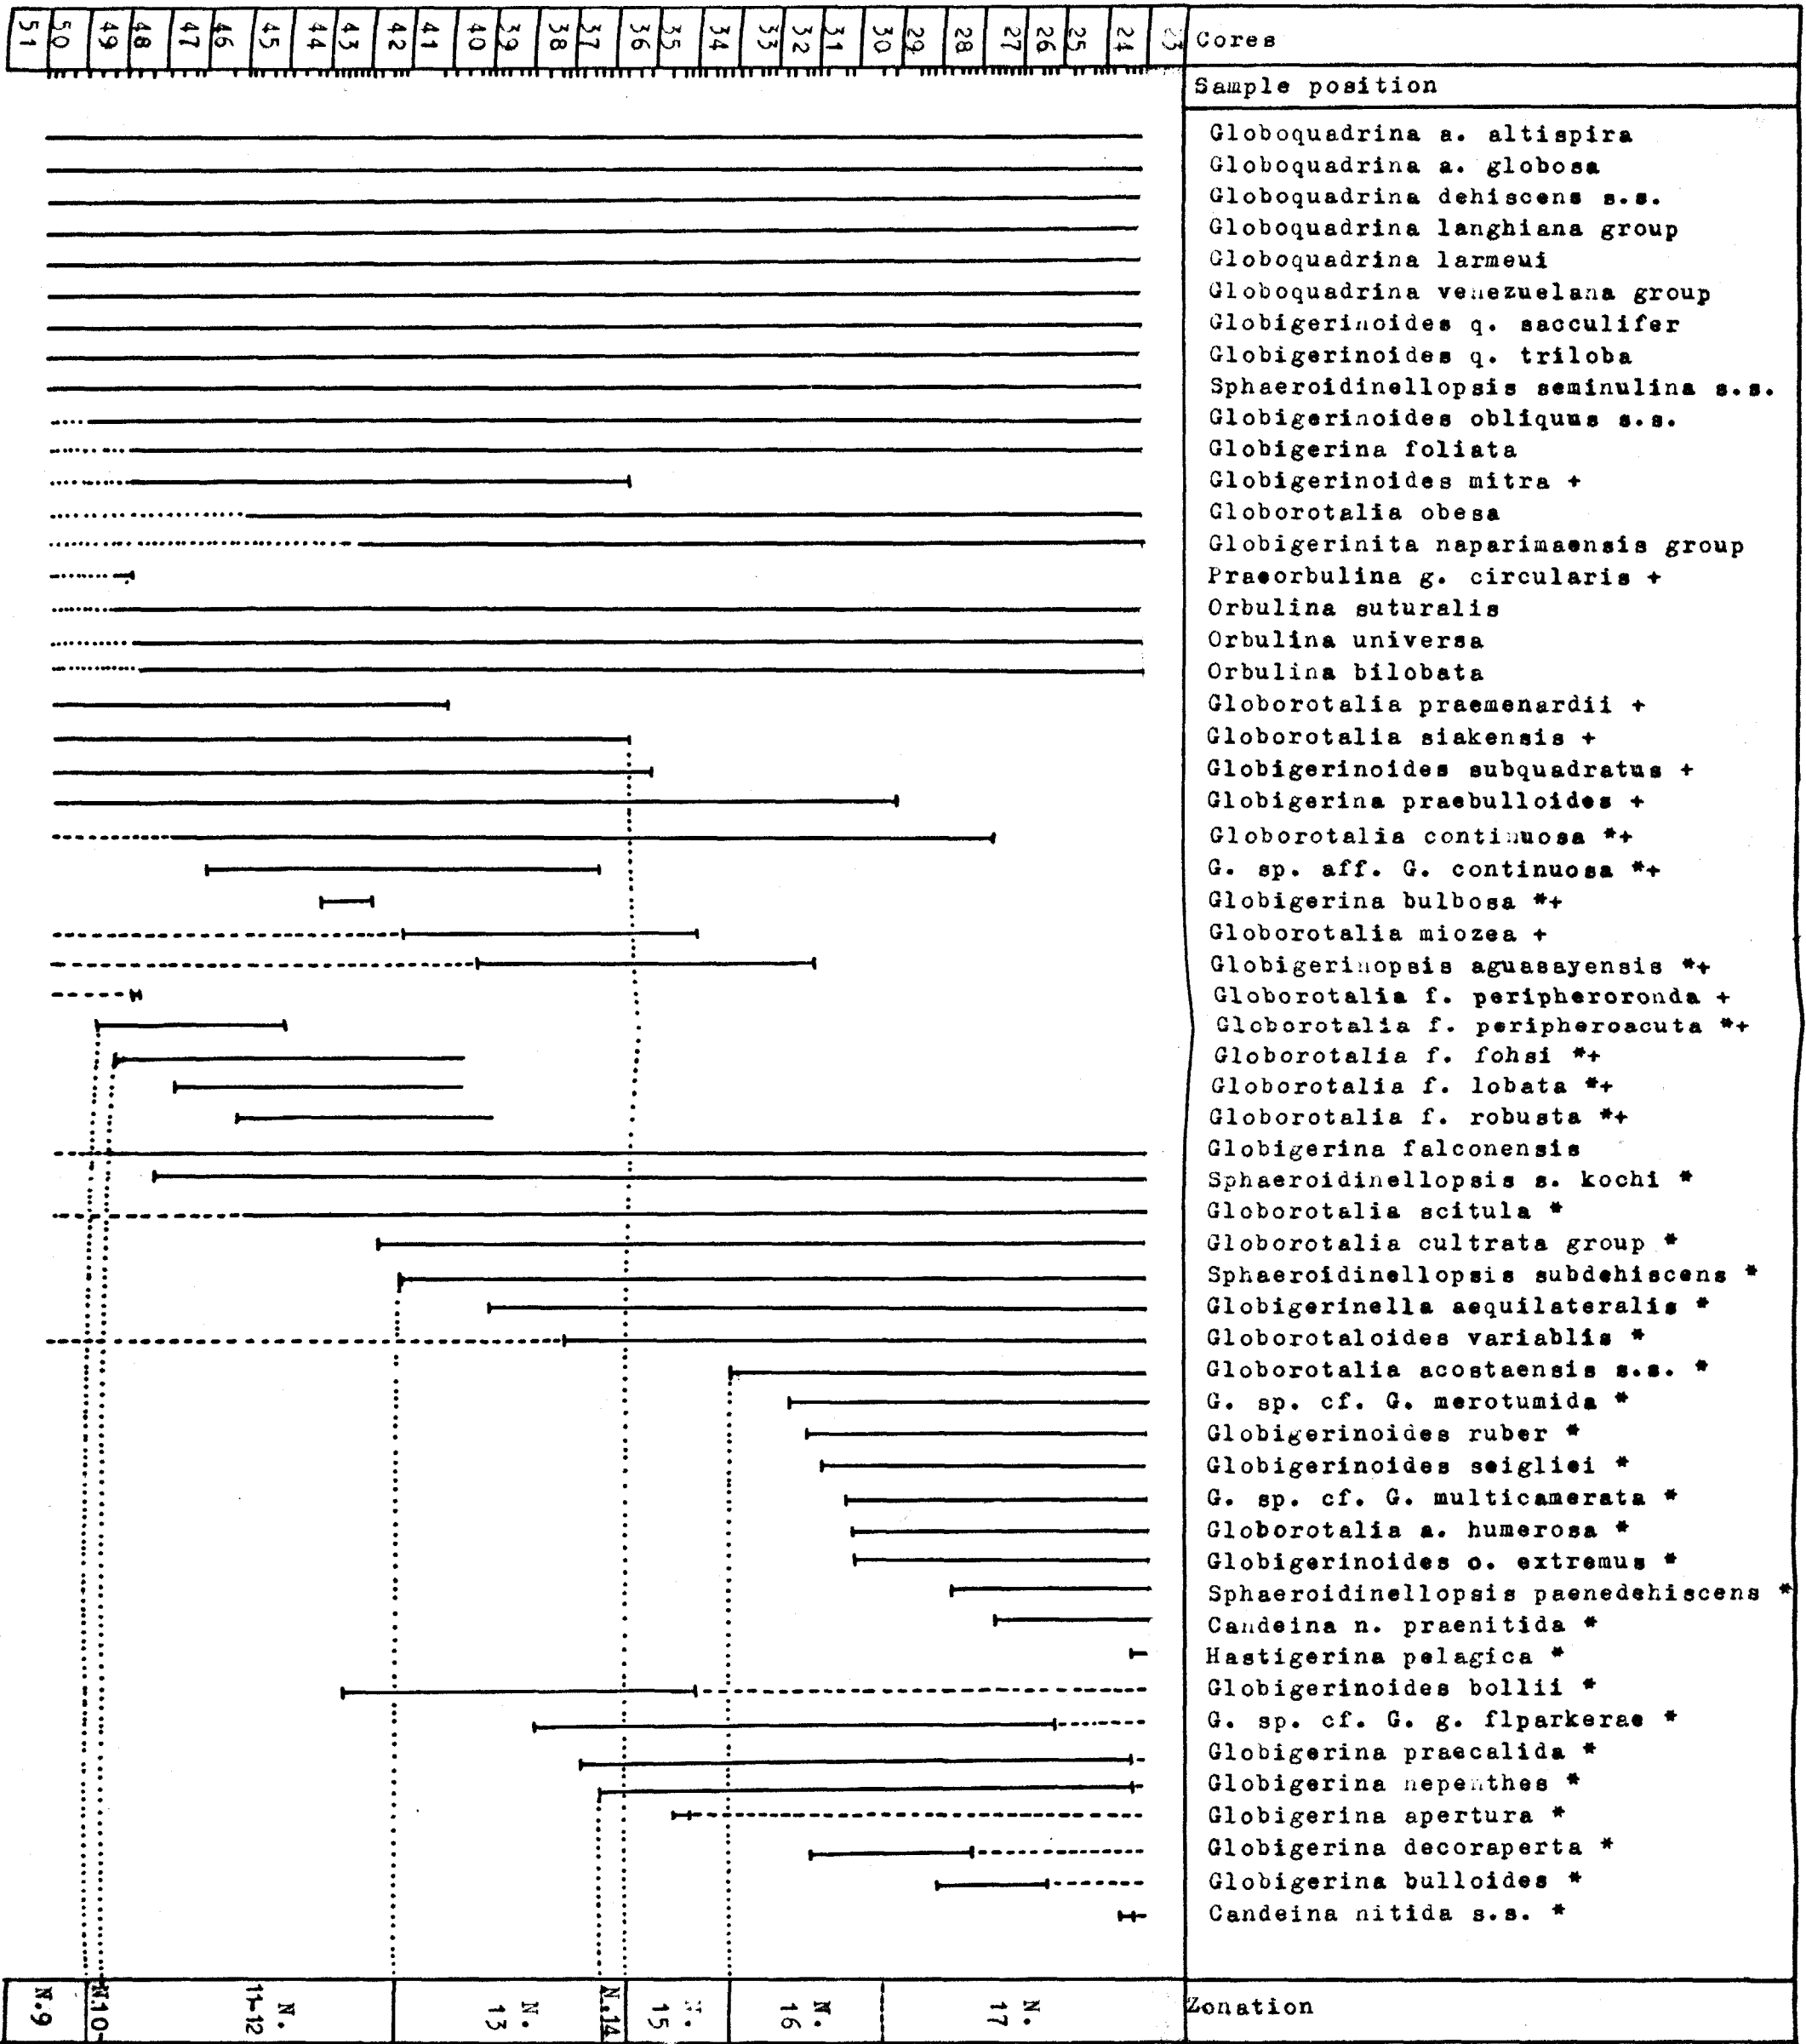 51 50 49 48 47 46 45 44 43 42 41 40 39 38 37 36 35 34 33 32 31 30 29 28 27 26 25 24 23 Cores
Sample position
Globoquadrina a. altispira
Globoquadrina a. globosa
Globoquadrina dehiscens s.s.
Globoquadrina langhiana group
Globoquadrina larmeui
Globoquadrina venezuelana group
Globigerinoides q. sacculifer
Globigerinoides q. triloba
Sphaeroidinellopsis seminulina s.s.
Globigerinoides obliquus s.s.
Globigerina foliata
Globigerinoides mitra +
Globorotalia obesa
Globigerinita naparimaensis group
Praeorbulina g. circularis +
Orbulina suturalis
Orbulina universa
Orbulina bilobata
Globorotalia praemenardii +
Globorotalia siakensis +
Globigerinoides subquadratus +
Globigerina praebulloides +
Globorotalia continuosa *+
G. sp. aff. G. continuosa *+
Globigerina bulbosa *+
Globorotalia miozea +
Globigerinopsis aguasayensis *+
Globorotalia f. peripheroronda +
Globorotalia f. peripheroacuta *+
Globorotalia f. fohsi *+
Globorotalia f. lobata *+
Globorotalia f. robusta *+
Globigerina falconensis
Sphaeroidinellopsis s. kochi *
Globorotalia scitula *
Globorotalia cultrata group *
Sphaeroidinellopsis subdehiscens *
Globigerinella aequilateralis *
Globorotaloides variablis *
Globorotalia acostaensis s.s. *
G. sp. cf. G. merotumida *
Globigerinoides ruber *
Globigerinoides seigliei *
G. sp. cf. G. multicamerata *
Globorotalia a. humerosa *
Globigerinoides o. extremus *
Sphaeroidinellopsis paenedehiscens *
Candeina n. praenitida *
Hastigerina pelagica *
Globigerinoides bollii *
G. sp. cf. G. g. flparkerae *
Globigerina praecalida *
Globigerina nepenthes *
Globigerina apertura *
Globigerina decoraperta *
Globigerina bulloides *
Candeina nitida s.s. *
N.9 N.10 N. 11-12 N. 13 N.14 N. 15 N. 16 N. 17 Zonation